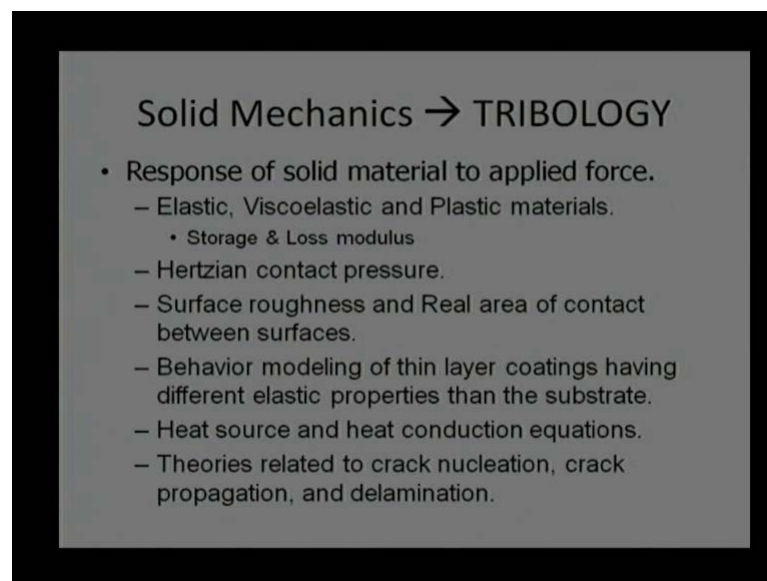 Solid Mechanics → TRIBOLOGY
• Response of solid material to applied force.
– Elastic, Viscoelastic and Plastic materials.
• Storage & Loss modulus
– Hertzian contact pressure.
– Surface roughness and Real area of contact
between surfaces.
– Behavior modeling of thin layer coatings having
different elastic properties than the substrate.
– Heat source and heat conduction equations.
– Theories related to crack nucleation, crack
propagation, and delamination.